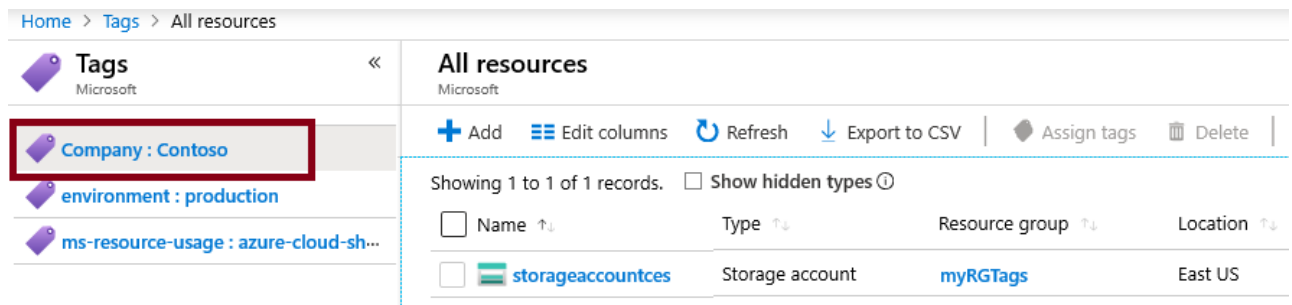 Home > Tags > All resources
Tags «
Microsoft
Company : Contoso
environment : production
ms-resource-usage : azure-cloud-sh...
All resources
Microsoft
Add Edit columns Refresh Export to CSV Assign tags Delete
Showing 1 to 1 of 1 records. Show hidden types
Name Type Resource group Location
storageaccountces Storage account myRGTags East US